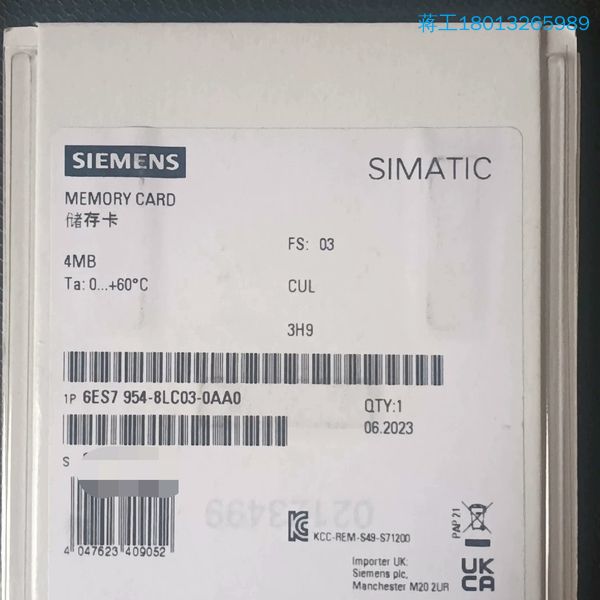 蒋工18013265989
SIEMENS
SIMATIC
MEMORY CARD
储存卡
FS: 03
4MB
Ta: 0...+60°C
CUL
3H9
1P 6ES7 954-8LC03-0AA0
QTY:1
06.2023
S
02123499
KCC-REM-S49-S71200
PAP 21
4 047623 409052
Importer UK:
Siemens plc,
Manchester M20 2UR
UK
CA